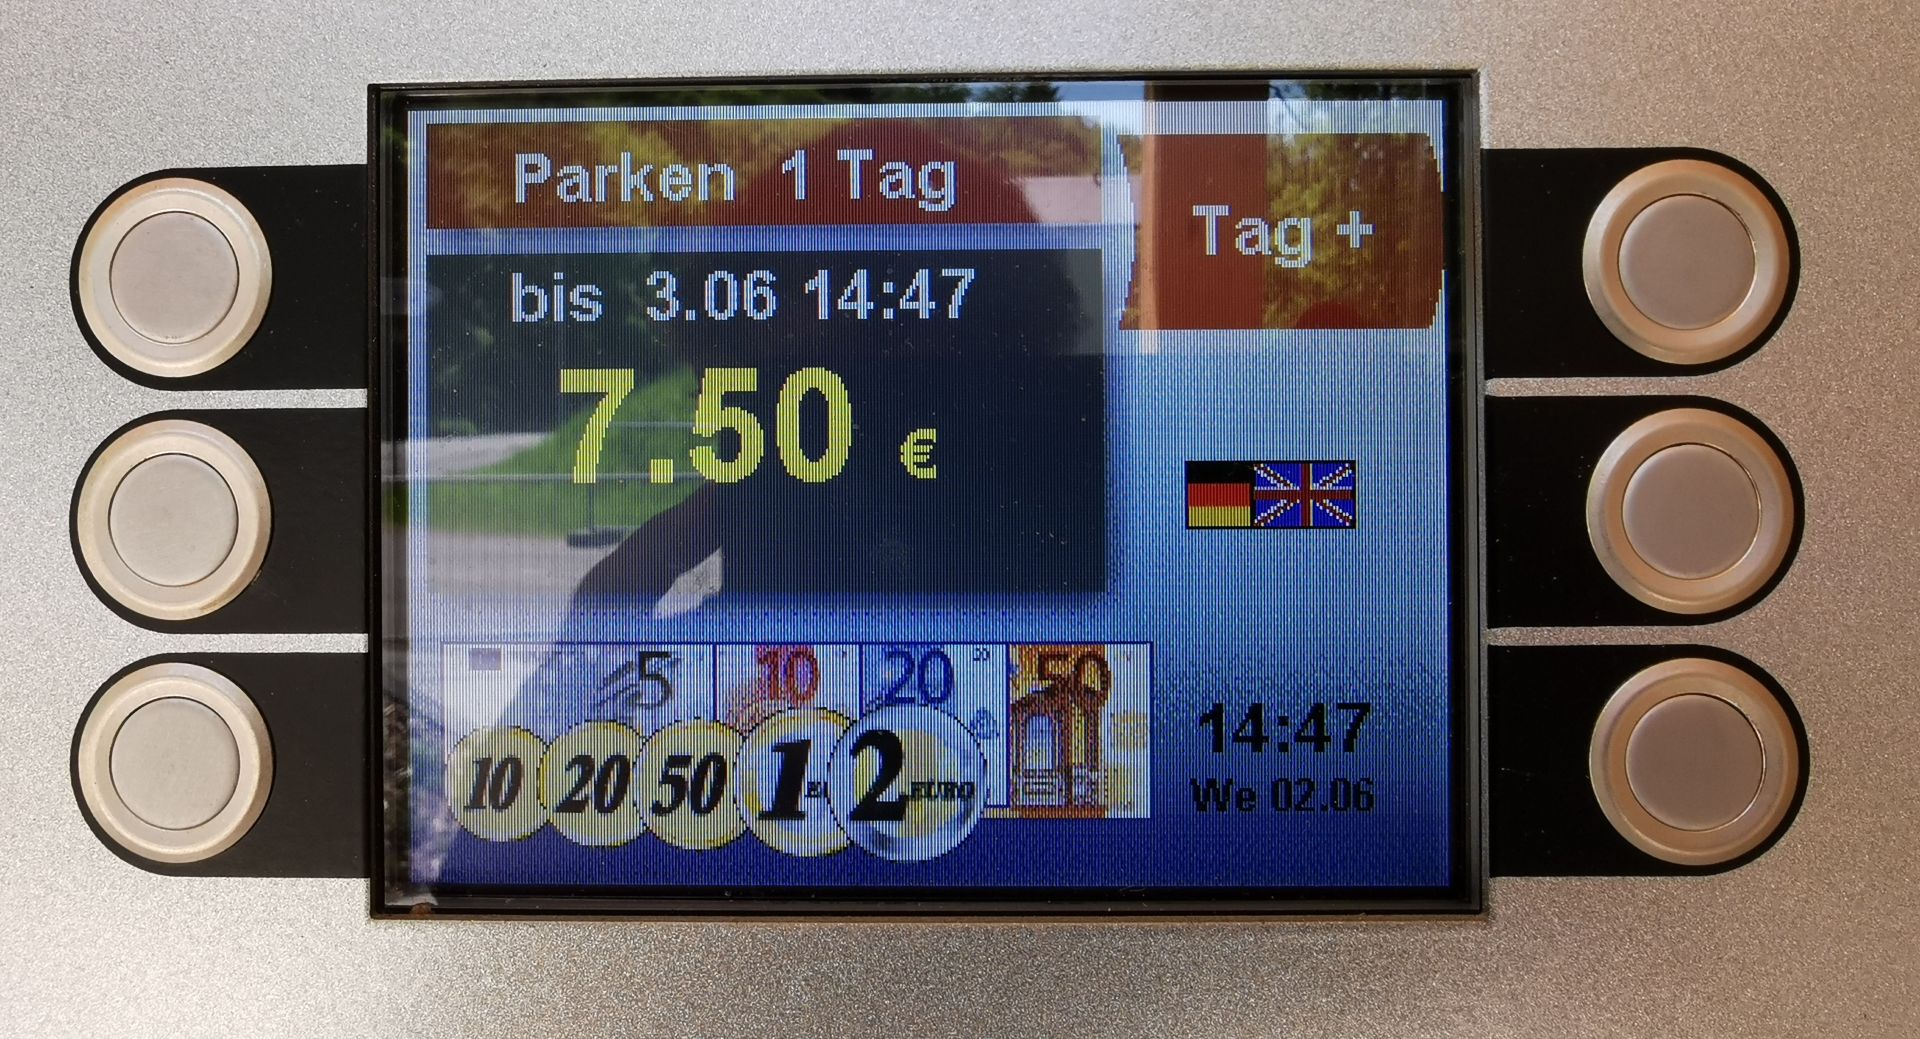 Parken 1 Tag
Tag +
bis 3.06 14:47
7.50 €
5 10 20 50
10 20 50 1 2 EURO
14:47
We 02.06